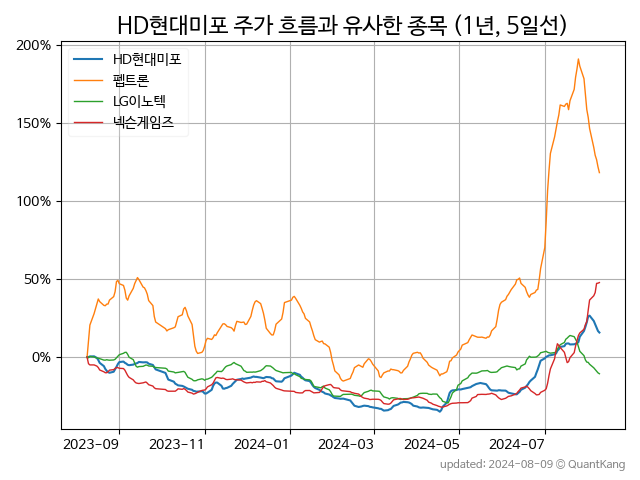 HD현대미포 주가 흐름과 유사한 종목 (1년, 5일선)
200%
150%
100%
50%
0%
HD현대미포
펩트론
LG이노텍
넥슨게임즈
2023-09 2023-11 2024-01 2024-03 2024-05 2024-07
updated: 2024-08-09 ⓒ QuantKang